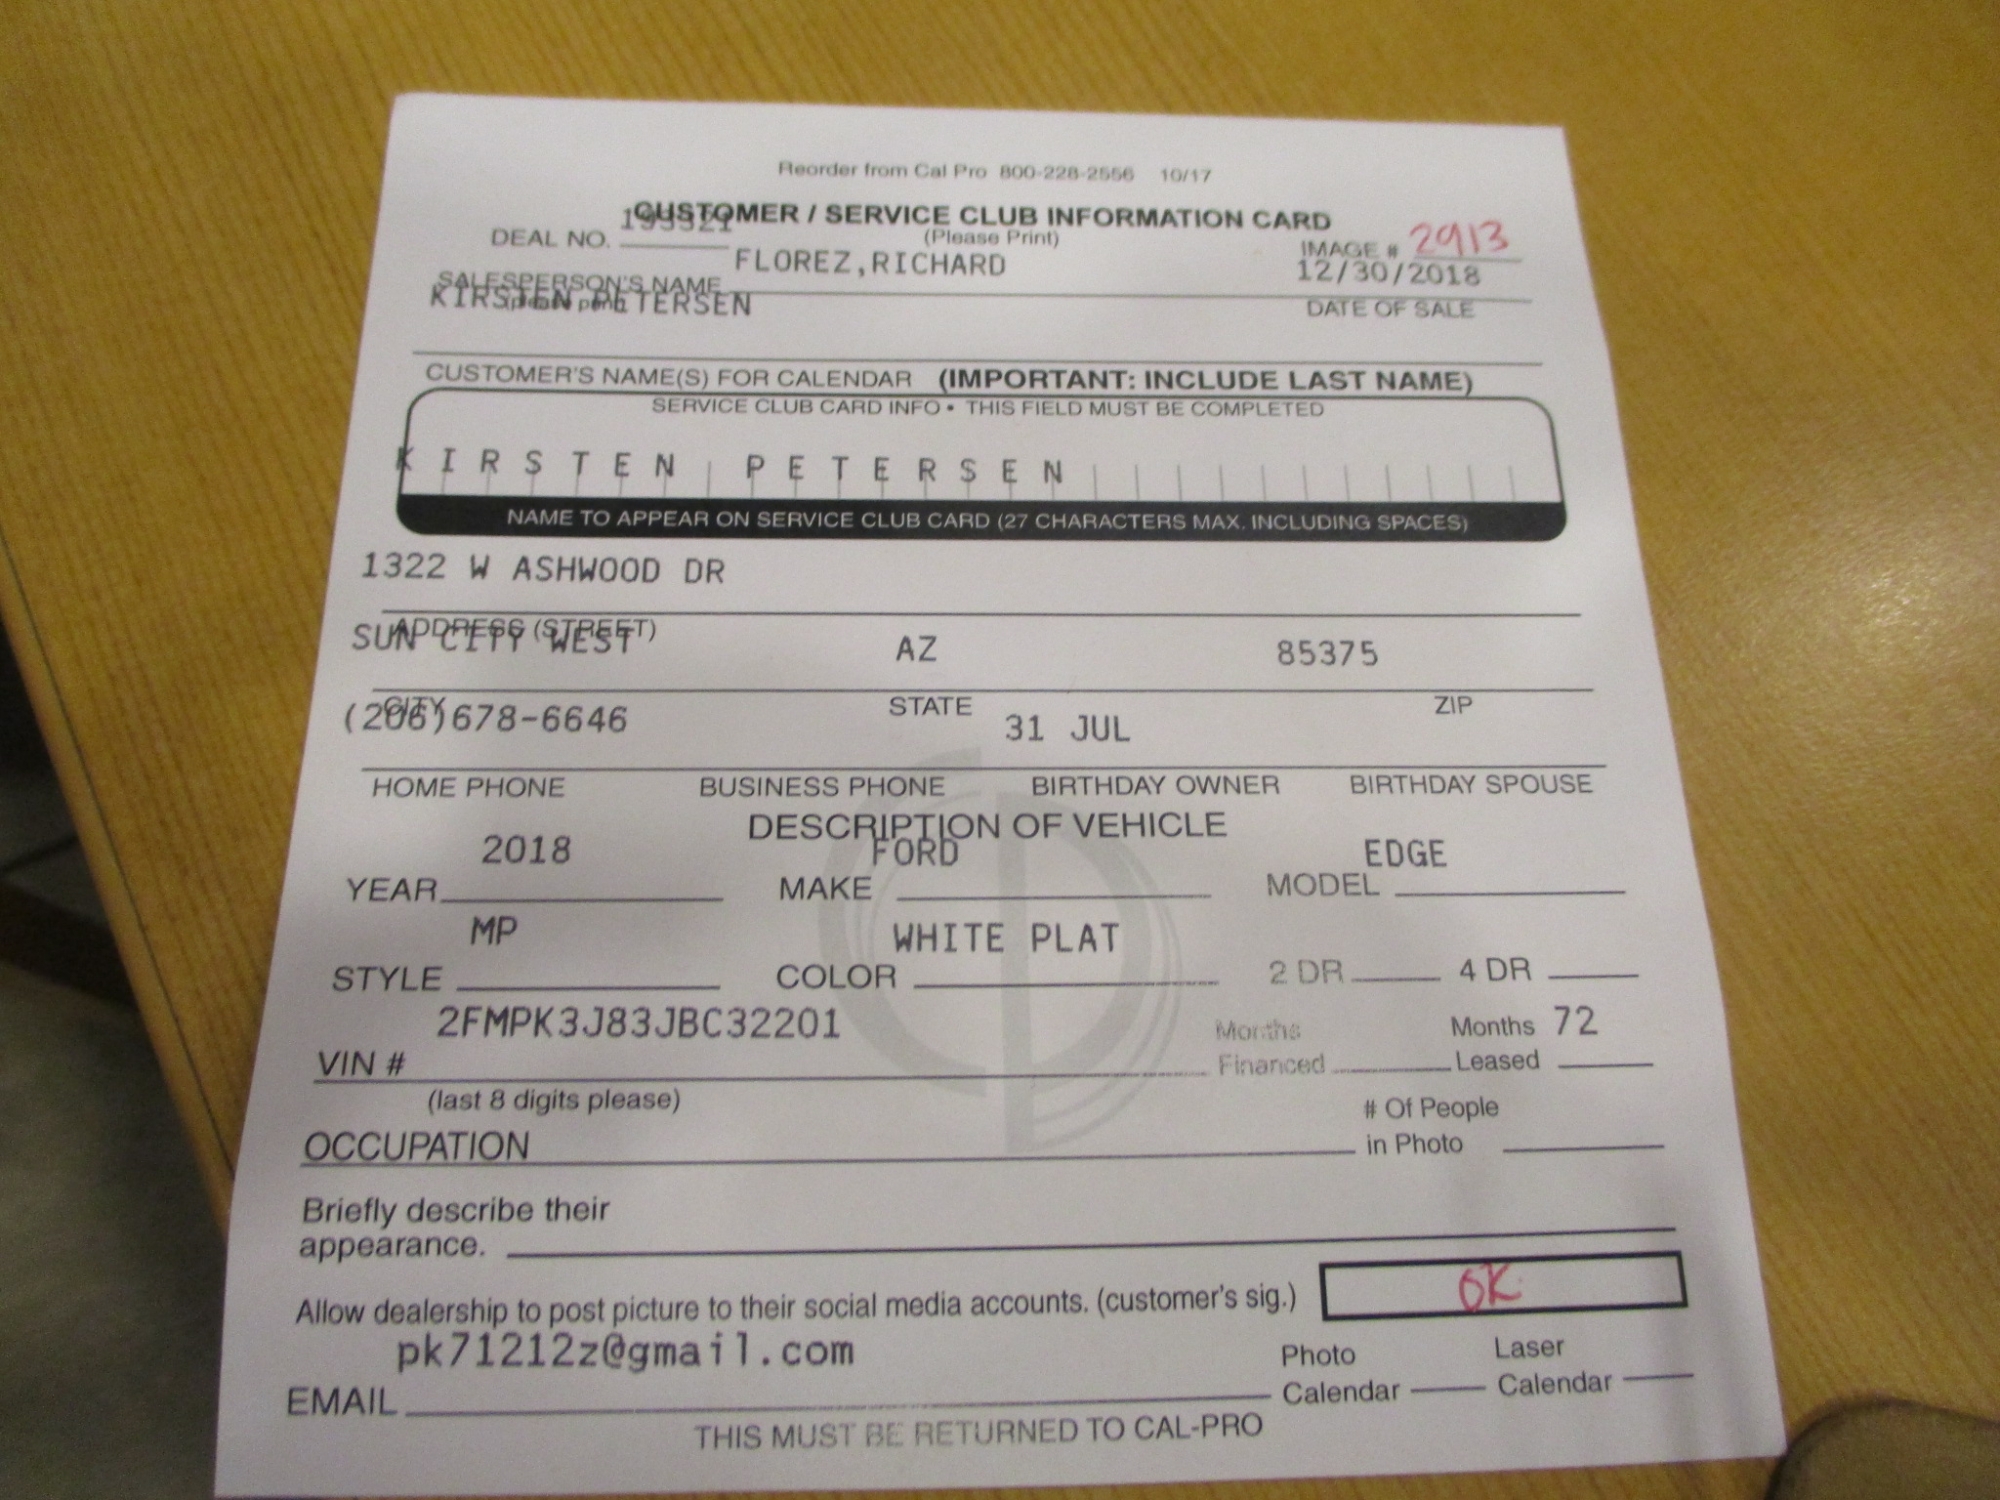 Reorder from Cal Pro 800-228-2556 10/17
CUSTOMER / SERVICE CLUB INFORMATION CARD
(Please Print)
DEAL NO. 195521
IMAGE # 2913
FLOREZ,RICHARD 12/30/2018
SALESPERSON'S NAME DATE OF SALE
(please print)
KIRSTEN PETERSEN
CUSTOMER'S NAME(S) FOR CALENDAR (IMPORTANT: INCLUDE LAST NAME)
SERVICE CLUB CARD INFO • THIS FIELD MUST BE COMPLETED
KIRSTEN PETERSEN
NAME TO APPEAR ON SERVICE CLUB CARD (27 CHARACTERS MAX. INCLUDING SPACES)
1322 W ASHWOOD DR
ADDRESS (STREET)
SUN CITY WEST AZ 85375
CITY STATE ZIP
(206)678-6646 31 JUL
HOME PHONE BUSINESS PHONE BIRTHDAY OWNER BIRTHDAY SPOUSE
DESCRIPTION OF VEHICLE
2018 FORD EDGE
YEAR MAKE MODEL
MP WHITE PLAT
STYLE COLOR 2 DR 4 DR
2FMPK3J83JBC32201 Months Months 72
VIN # Financed Leased
(last 8 digits please) # Of People
OCCUPATION in Photo
Briefly describe their
appearance.
Allow dealership to post picture to their social media accounts. (customer's sig.) OK
pk71212z@gmail.com Photo Laser
EMAIL Calendar Calendar
THIS MUST BE RETURNED TO CAL-PRO